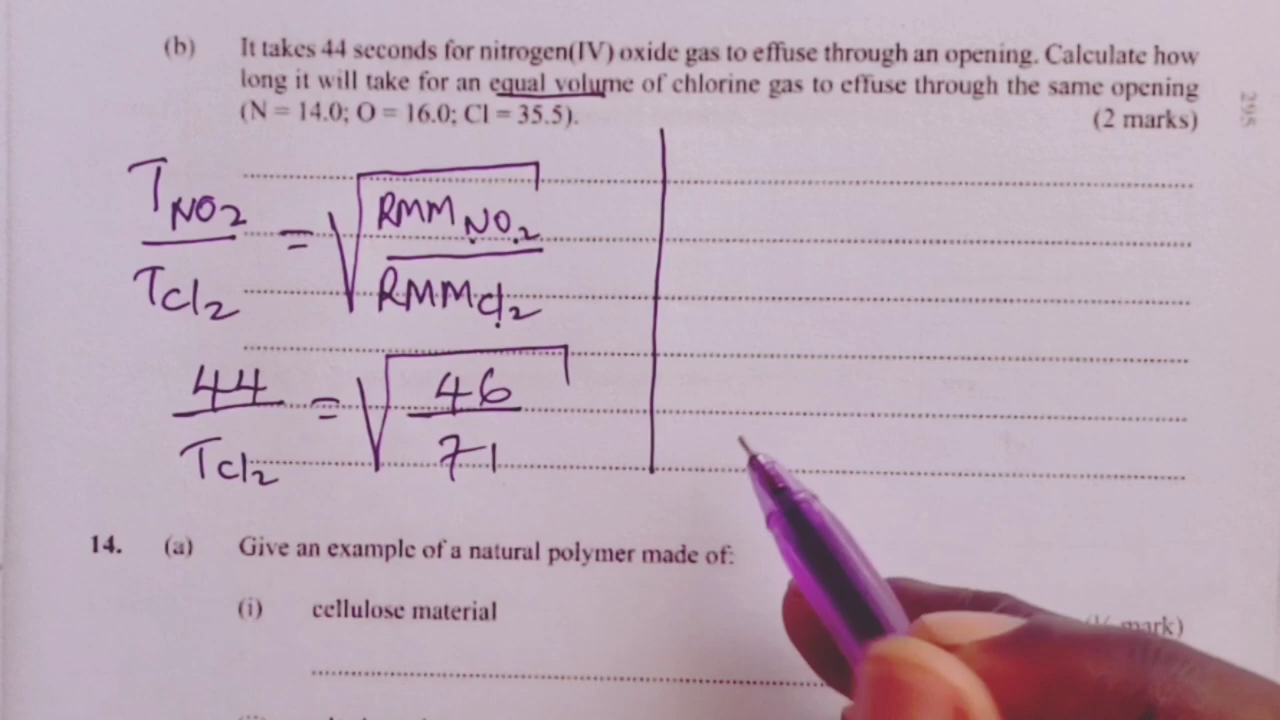 (b) It takes 44 seconds for nitrogen(IV) oxide gas to effuse through an opening. Calculate how
long it will take for an equal volume of chlorine gas to effuse through the same opening
(N = 14.0; O = 16.0; Cl = 35.5). (2 marks)
295
T NO2 / T Cl2 = √ RMM NO2 / RMM Cl2
44 / T Cl2 = √ 46 / 71
14. (a) Give an example of a natural polymer made of:
(i) cellulose material
mark)